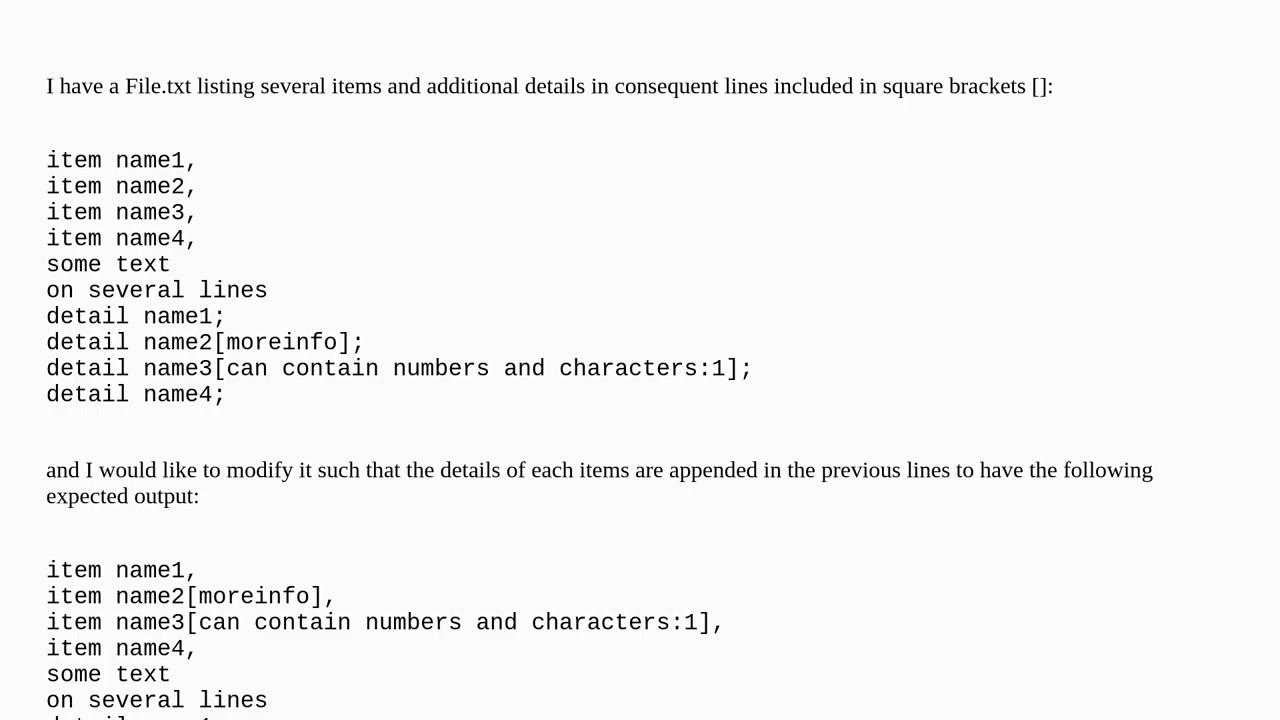 I have a File.txt listing several items and additional details in consequent lines included in square brackets []:
item name1,
item name2,
item name3,
item name4,
some text
on several lines
detail name1;
detail name2[moreinfo];
detail name3[can contain numbers and characters:1];
detail name4;
and I would like to modify it such that the details of each items are appended in the previous lines to have the following
expected output:
item name1,
item name2[moreinfo],
item name3[can contain numbers and characters:1],
item name4,
some text
on several lines